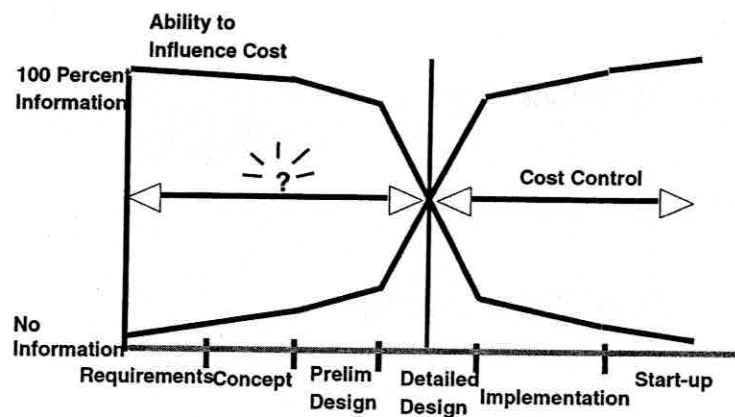 Ability to
Influence Cost
100 Percent
Information
?
Cost Control
No
Information
Requirements
Concept
Prelim
Design
Detailed
Design
Implementation
Start-up